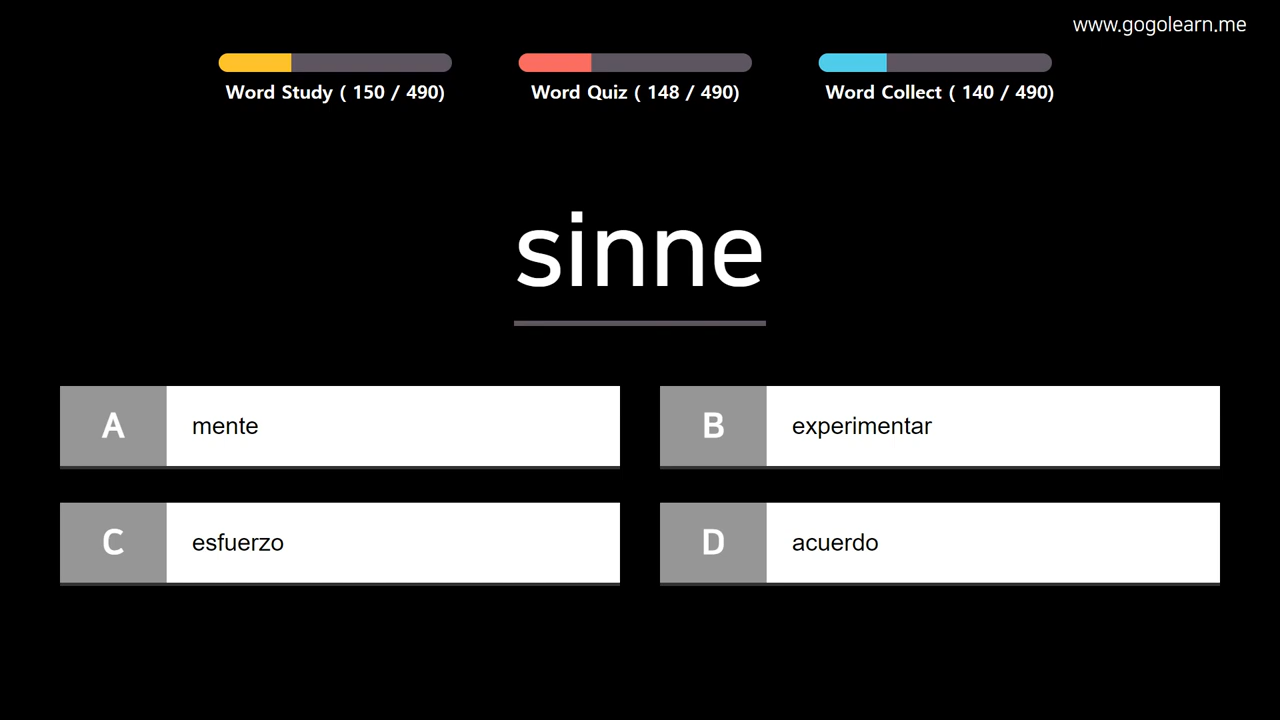 www.gogolearn.me
Word Study ( 150 / 490)
Word Quiz ( 148 / 490)
Word Collect ( 140 / 490)
sinne
A mente
B experimentar
C esfuerzo
D acuerdo